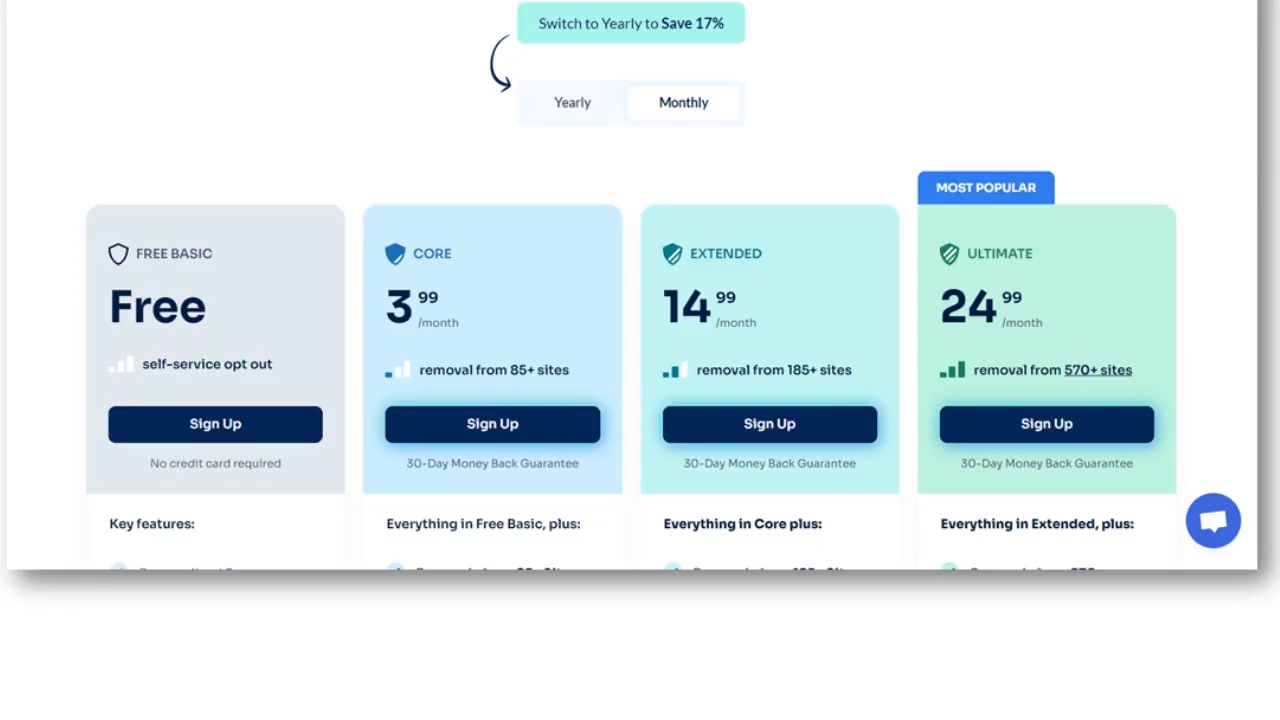 Switch to Yearly to Save 17%
Yearly Monthly
MOST POPULAR
FREE BASIC
Free
self-service opt out
Sign Up
No credit card required
Key features:
CORE
3 99 /month
removal from 85+ sites
Sign Up
30-Day Money Back Guarantee
Everything in Free Basic, plus:
EXTENDED
14 99 /month
removal from 185+ sites
Sign Up
30-Day Money Back Guarantee
Everything in Core plus:
ULTIMATE
24 99 /month
removal from 570+ sites
Sign Up
30-Day Money Back Guarantee
Everything in Extended, plus: